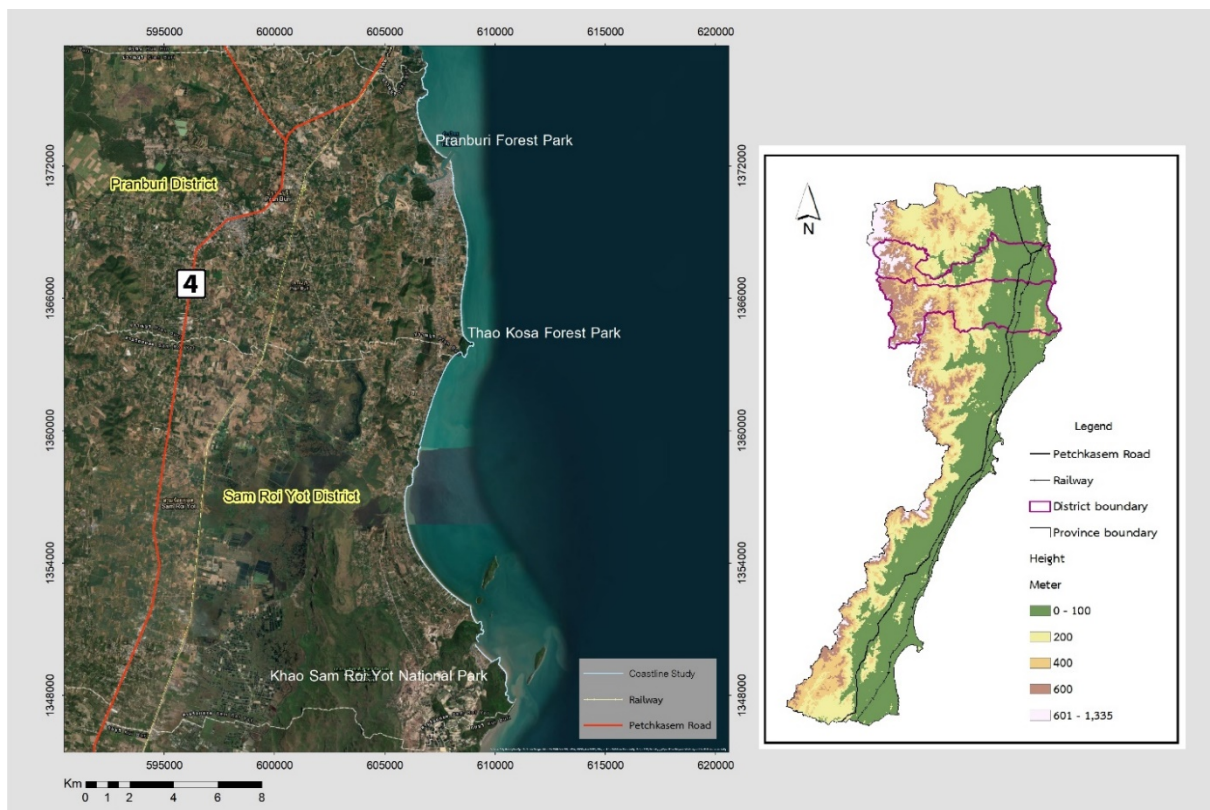 595000 600000 605000 610000 615000 620000
Pranburi Forest Park
1372000
1372000
Pranburi District
4
1366000
1366000
Thao Kosa Forest Park
1360000
1360000
Sam Roi Yot District
1354000
1354000
Khao Sam Roi Yot National Park
1348000
1348000
Coastline Study
Railway
Petchkasem Road
595000 600000 605000 610000 615000 620000
Km
0 1 2 4 6 8
N
Legend
Petchkasem Road
Railway
District boundary
Province boundary
Height
Meter
0 - 100
200
400
600
601 - 1,335